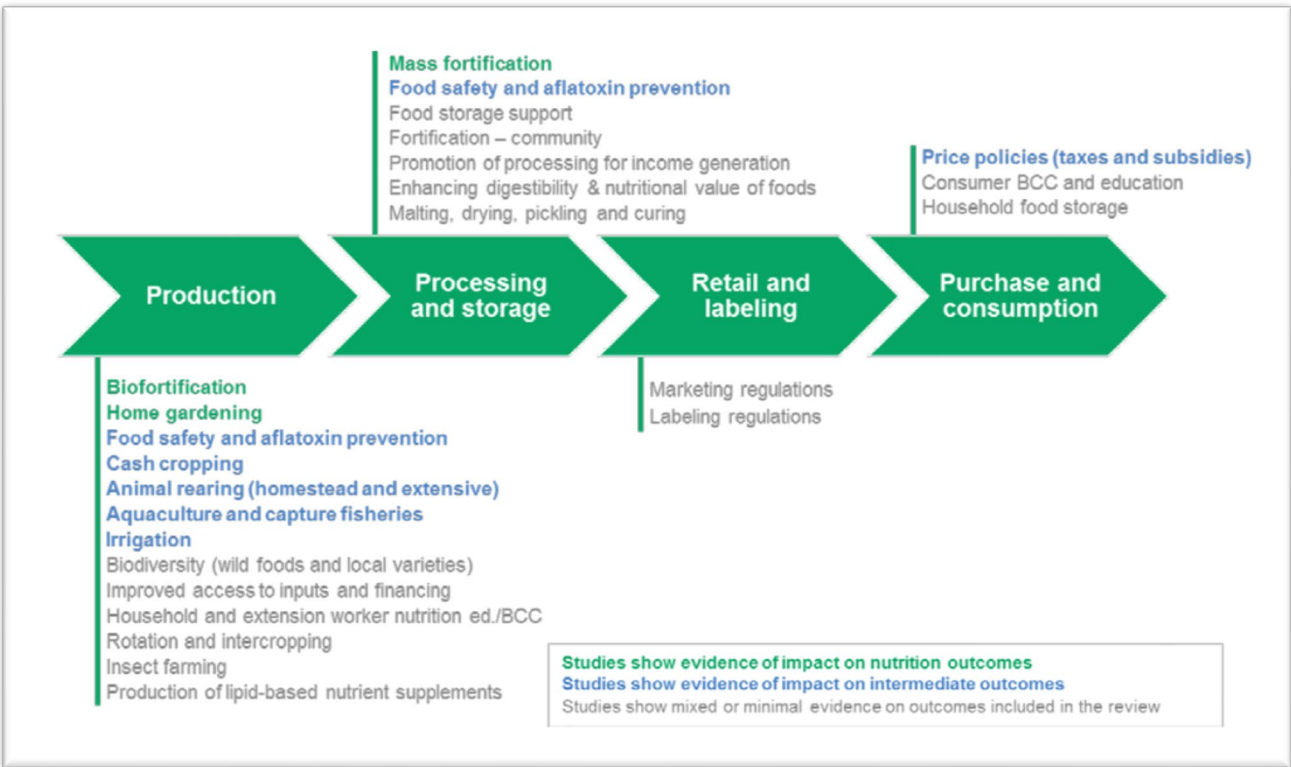 Mass fortification
Food safety and aflatoxin prevention
Food storage support
Fortification – community
Promotion of processing for income generation
Enhancing digestibility & nutritional value of foods
Malting, drying, pickling and curing
Price policies (taxes and subsidies)
Consumer BCC and education
Household food storage
Production
Processing
and storage
Retail and
labeling
Purchase and
consumption
Biofortification
Home gardening
Food safety and aflatoxin prevention
Cash cropping
Animal rearing (homestead and extensive)
Aquaculture and capture fisheries
Irrigation
Biodiversity (wild foods and local varieties)
Improved access to inputs and financing
Household and extension worker nutrition ed./BCC
Rotation and intercropping
Insect farming
Production of lipid-based nutrient supplements
Marketing regulations
Labeling regulations
Studies show evidence of impact on nutrition outcomes
Studies show evidence of impact on intermediate outcomes
Studies show mixed or minimal evidence on outcomes included in the review